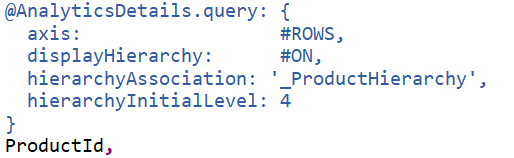 @AnalyticsDetails.query: {
axis: #ROWS,
displayHierarchy: #ON,
hierarchyAssociation: '_ProductHierarchy',
hierarchyInitialLevel: 4
}
ProductId,